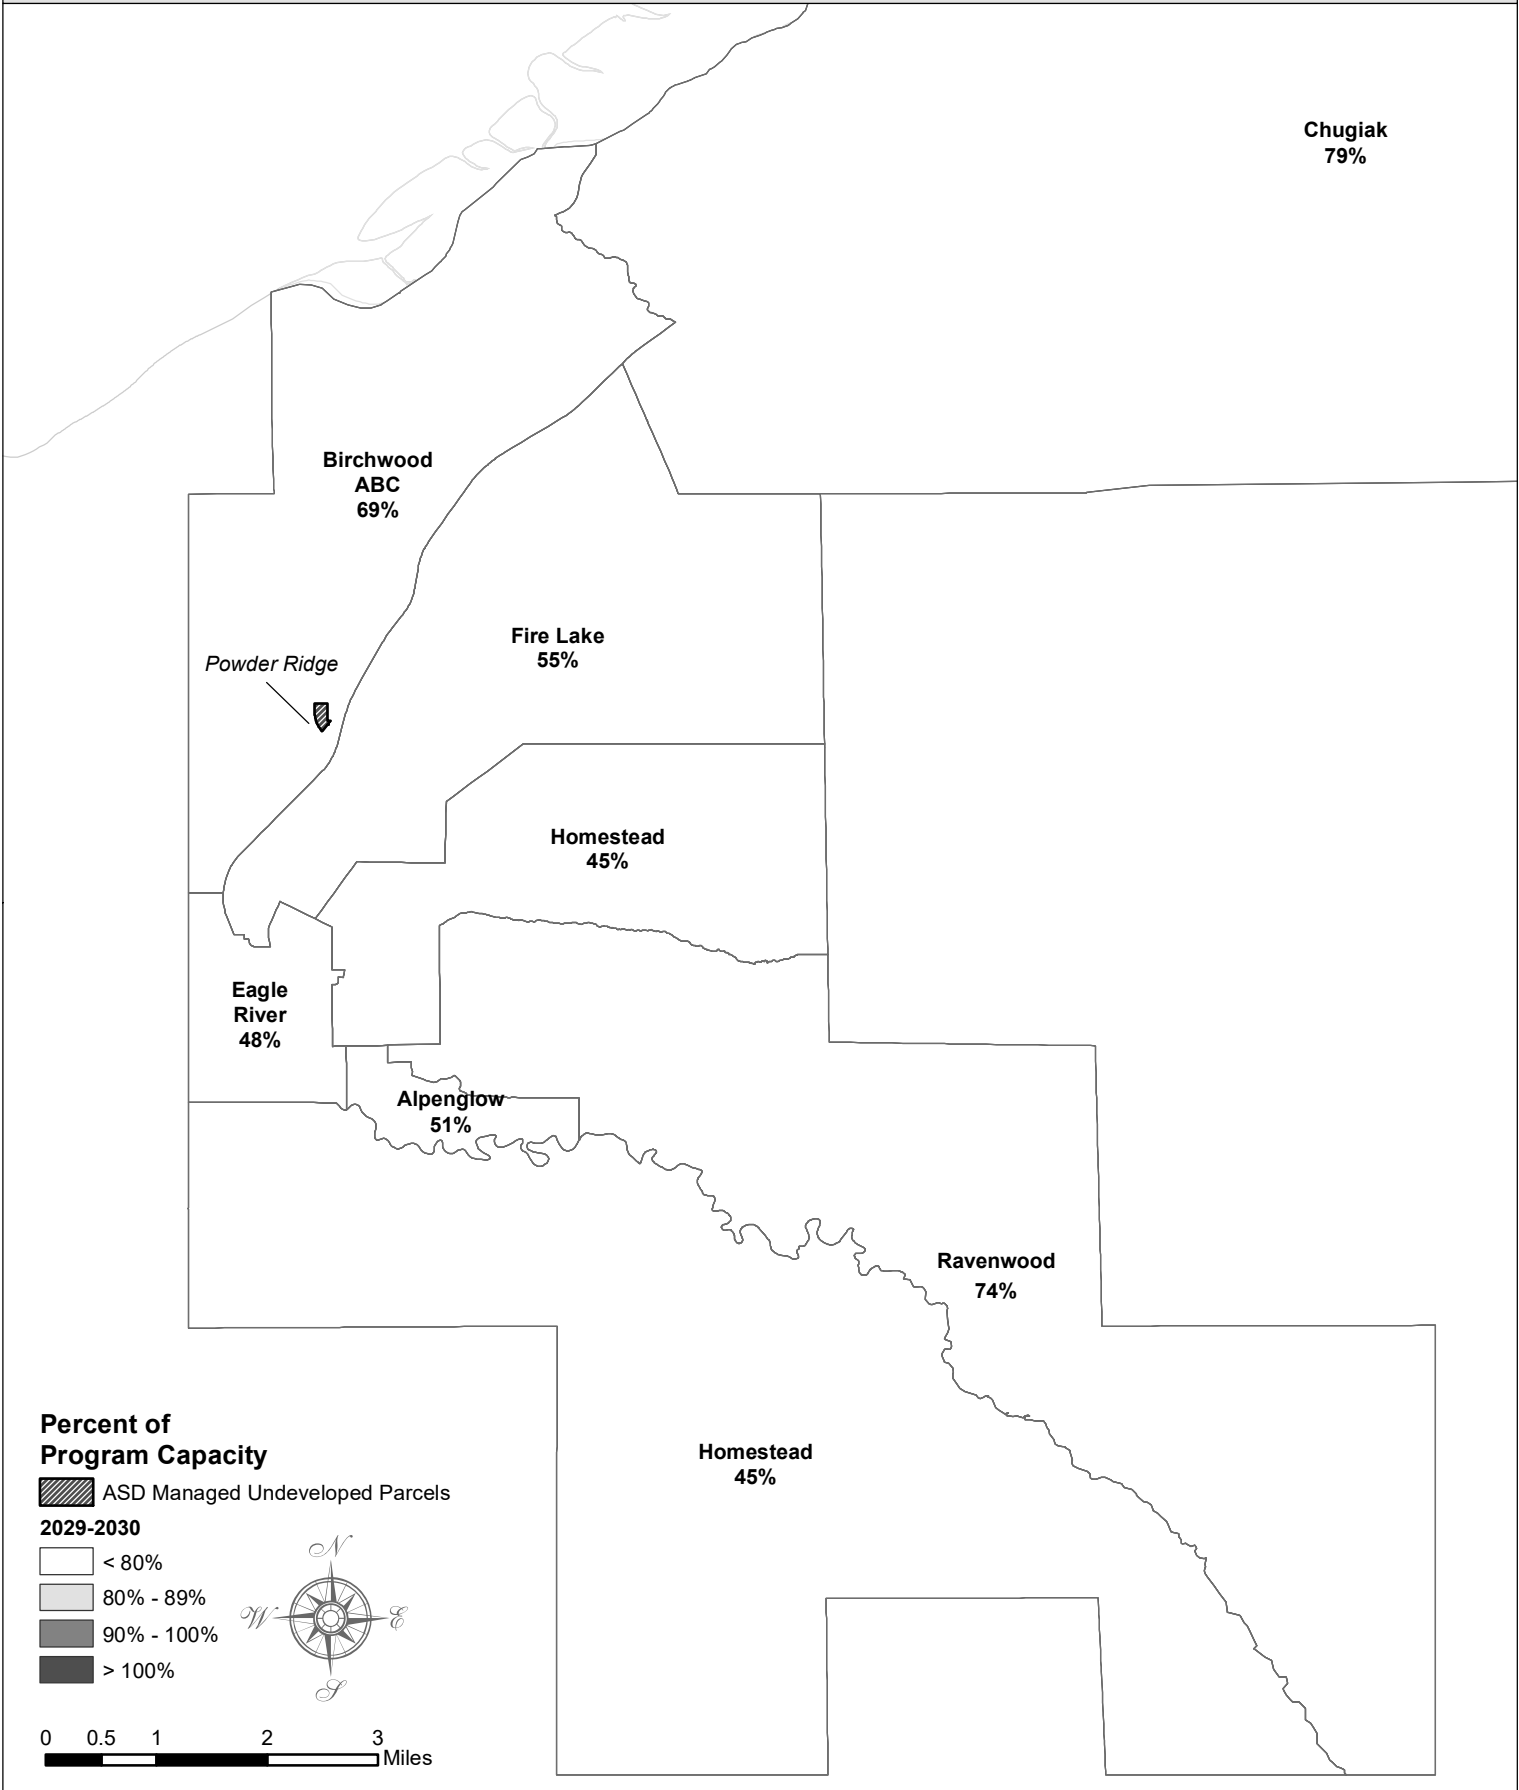 Chugiak
79%
Birchwood
ABC
69%
Fire Lake
55%
Powder Ridge
Homestead
45%
Eagle
River
48%
Alpenglow
51%
Ravenwood
74%
Homestead
45%
Percent of
Program Capacity
ASD Managed Undeveloped Parcels
2029-2030
< 80%
80% - 89%
90% - 100%
> 100%
N
W
E
S
0 0.5 1 2 3
Miles